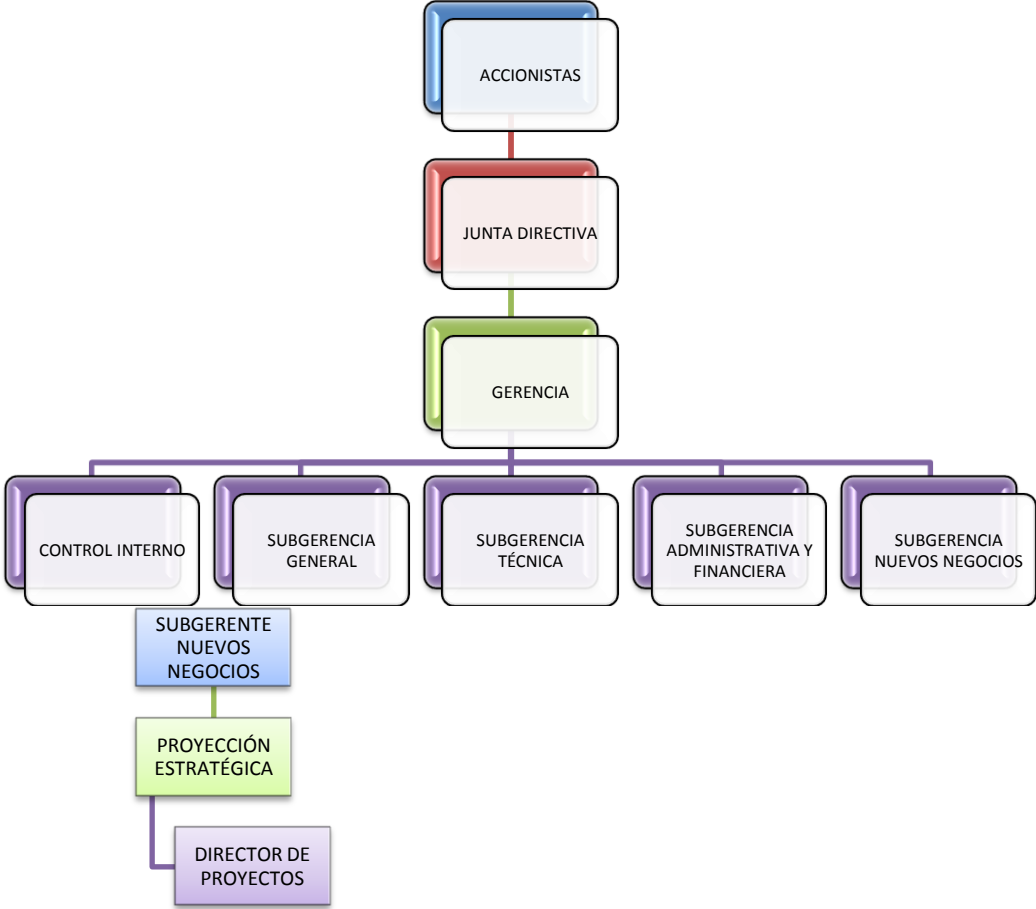 ACCIONISTAS
JUNTA DIRECTIVA
GERENCIA
CONTROL INTERNO
SUBGERENCIA
GENERAL
SUBGERENCIA
TÉCNICA
SUBGERENCIA
ADMINISTRATIVA Y
FINANCIERA
SUBGERENCIA
NUEVOS NEGOCIOS
SUBGERENTE
NUEVOS
NEGOCIOS
PROYECCIÓN
ESTRATÉGICA
DIRECTOR DE
PROYECTOS